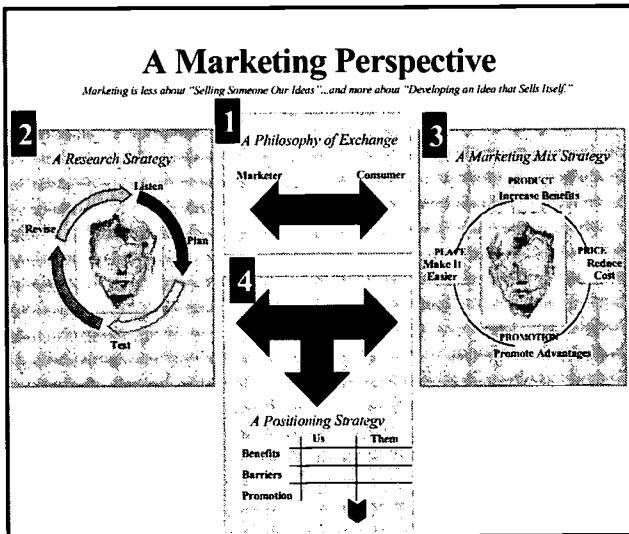 A Marketing Perspective
Marketing is less about "Selling Someone Our Ideas"...and more about "Developing an Idea that Sells Itself."
1
A Philosophy of Exchange
Marketer Consumer
2
A Research Strategy
Listen
Plan
Test
Revise
3
A Marketing Mix Strategy
PRODUCT
Increase Benefits
PRICE
Reduce
Cost
PROMOTION
Promote Advantages
PLACE
Make It
Easier
4
A Positioning Strategy
Us Them
Benefits
Barriers
Promotion